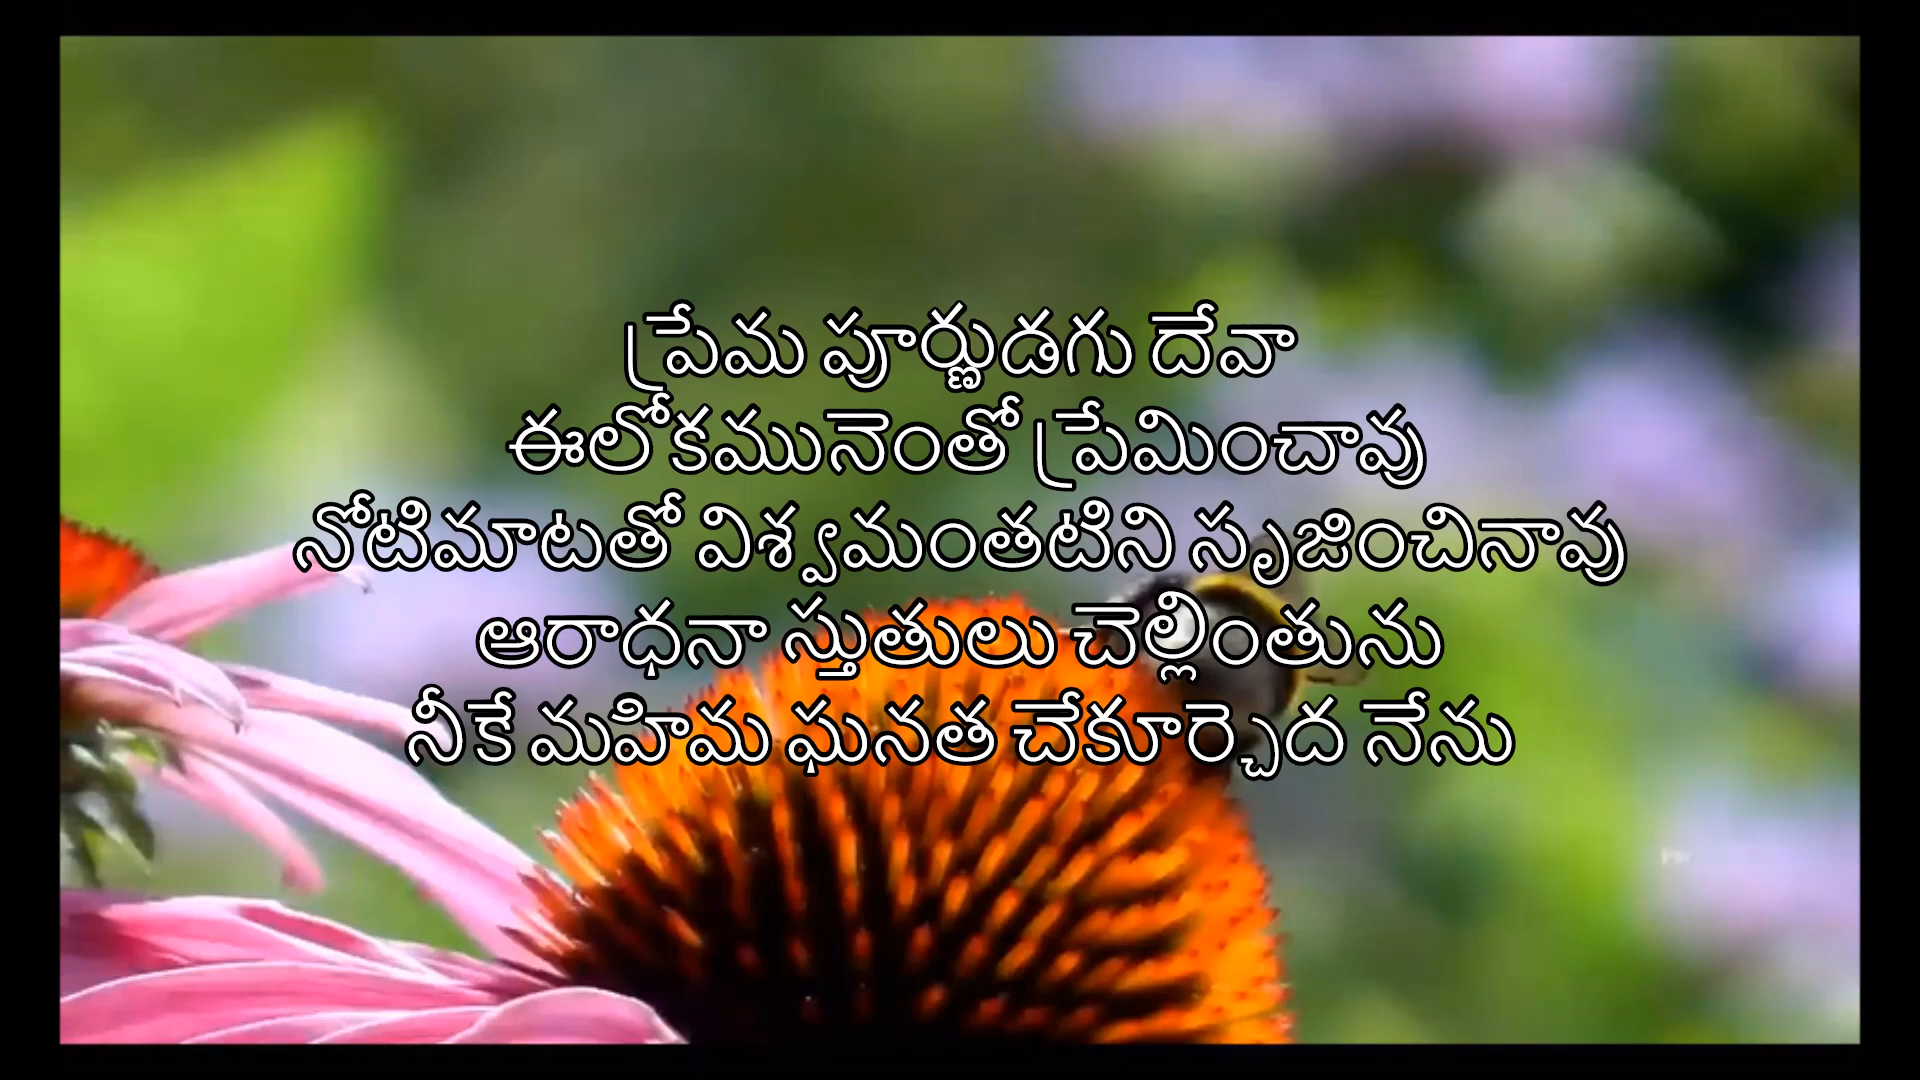 ప్రేమ పూర్ణుడగు దేవా
ఈలోకమునెంతో ప్రేమించావు
నోటిమాటతో విశ్వమంతటిని సృజించినావు
ఆరాధనా స్తుతులు చెల్లింతును
నీకే మహిమ ఘనత చేకూర్చెద నేను